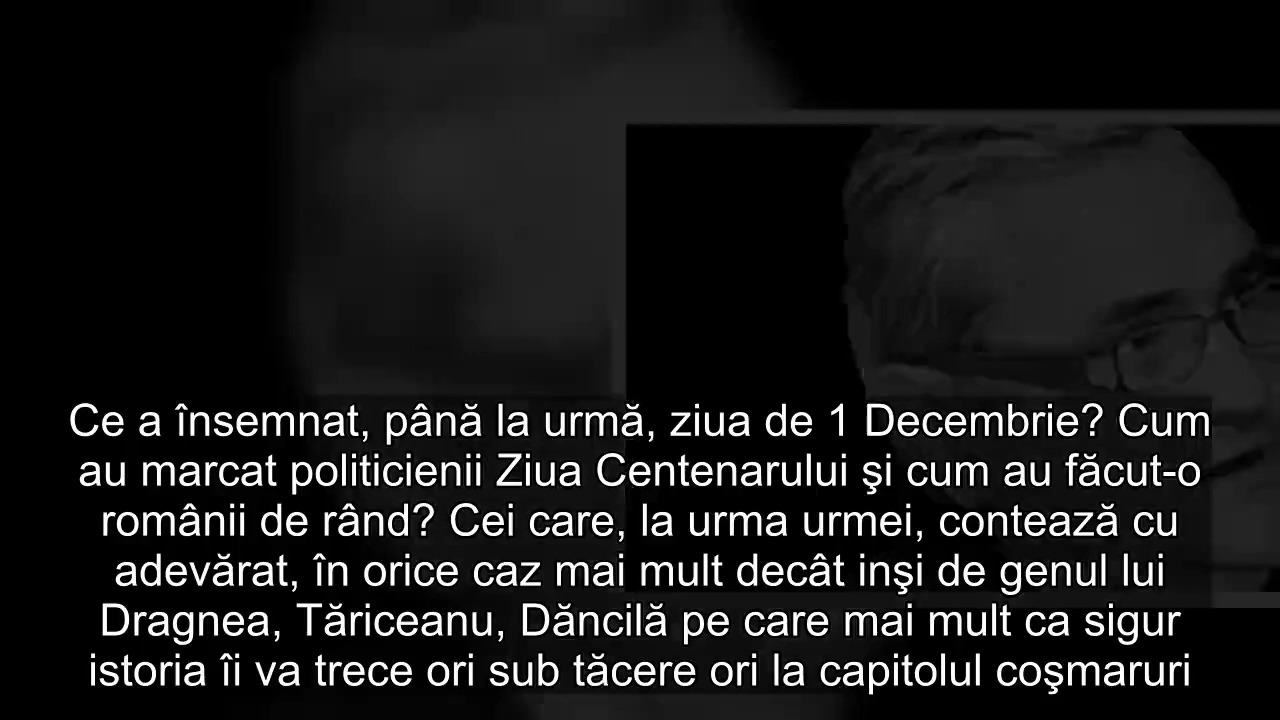 Ce a însemnat, până la urmă, ziua de 1 Decembrie? Cum
au marcat politicienii Ziua Centenarului şi cum au făcut-o
românii de rând? Cei care, la urma urmei, contează cu
adevărat, în orice caz mai mult decât inşi de genul lui
Dragnea, Tăriceanu, Dăncilă pe care mai mult ca sigur
istoria îi va trece ori sub tăcere ori la capitolul coşmaruri